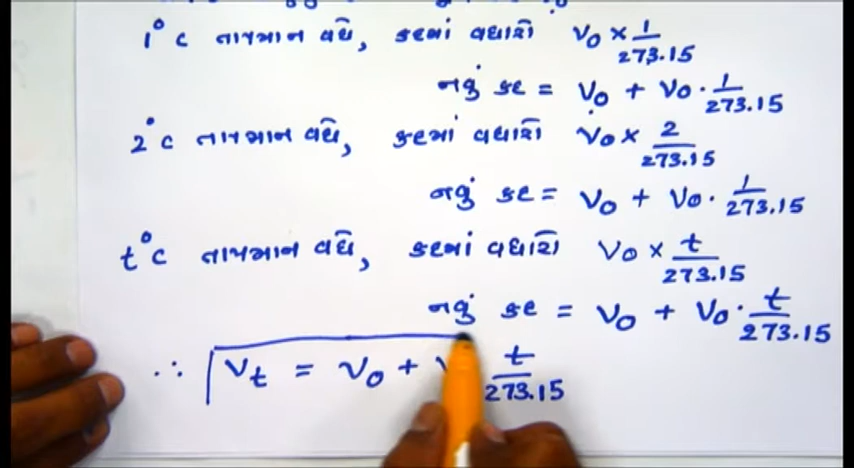 1°C તાપમાન વધે, કદમાં વધારો V₀ × 1/273.15
નવું કદ = V₀ + V₀ · 1/273.15
2°C તાપમાન વધે, કદમાં વધારો V₀ × 2/273.15
નવું કદ = V₀ + V₀ · 1/273.15
t°C તાપમાન વધે, કદમાં વધારો V₀ × t/273.15
નવું કદ = V₀ + V₀ · t/273.15
∴ Vt = V₀ + t/273.15